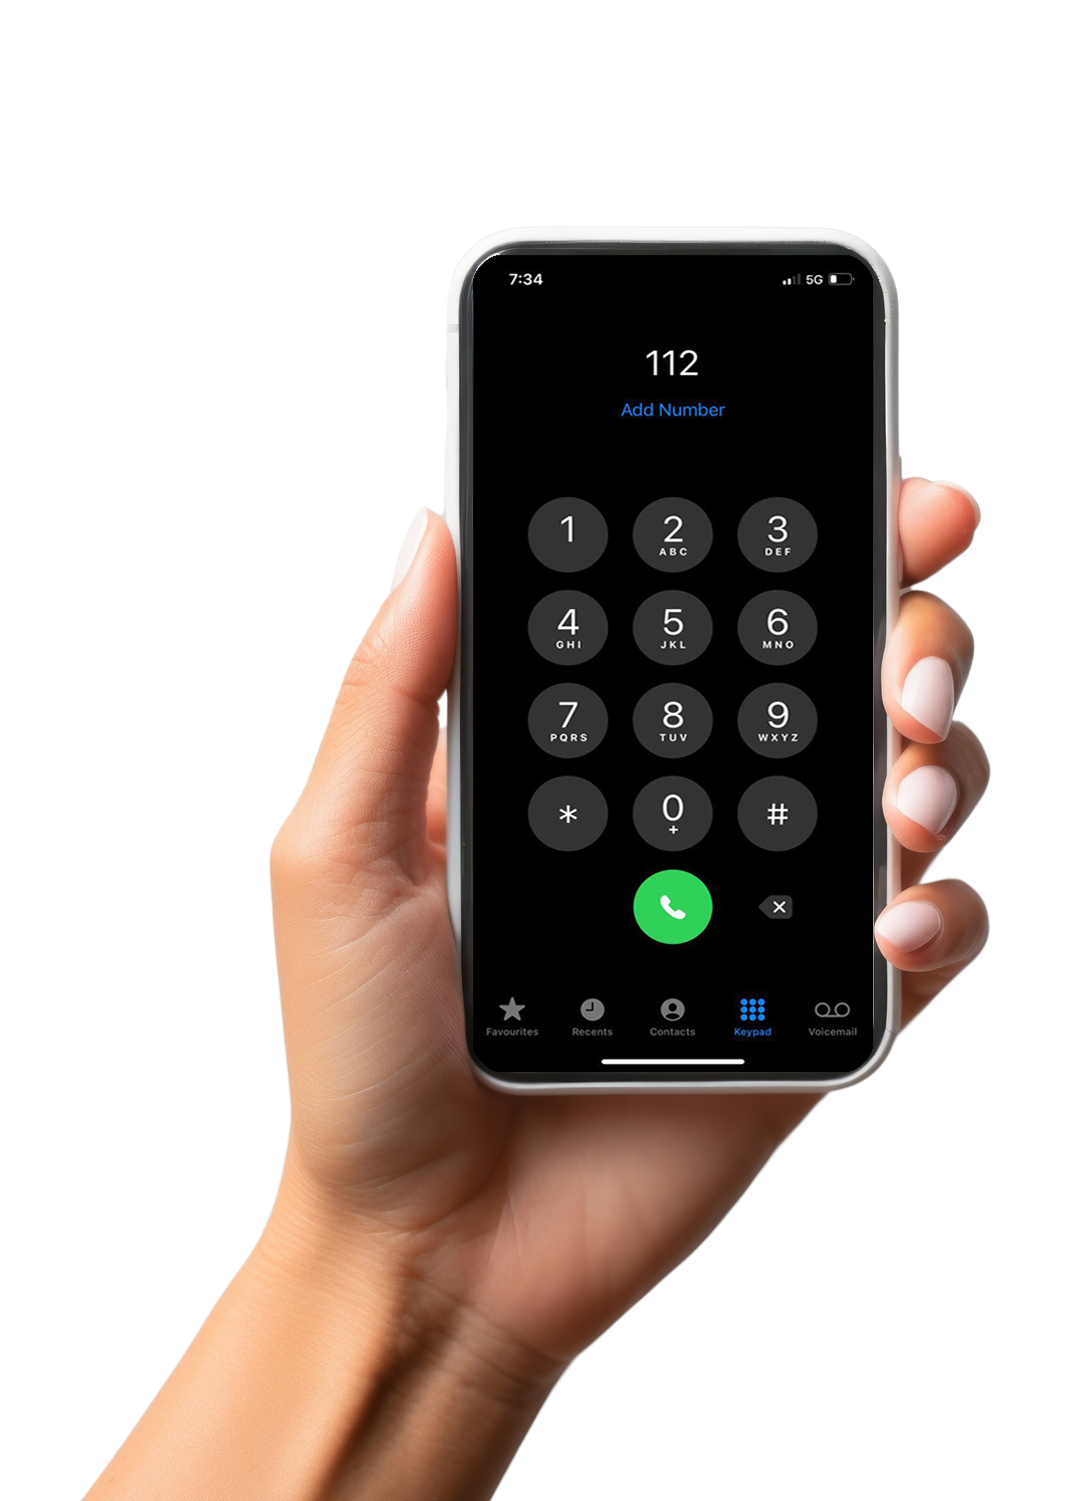 7:34 5G
112
Add Number
1 2 3
ABC DEF
4 5 6
GHI JKL MNO
7 8 9
PQRS TUV WXYZ
* 0 #
+
Favourites Recents Contacts Keypad Voicemail